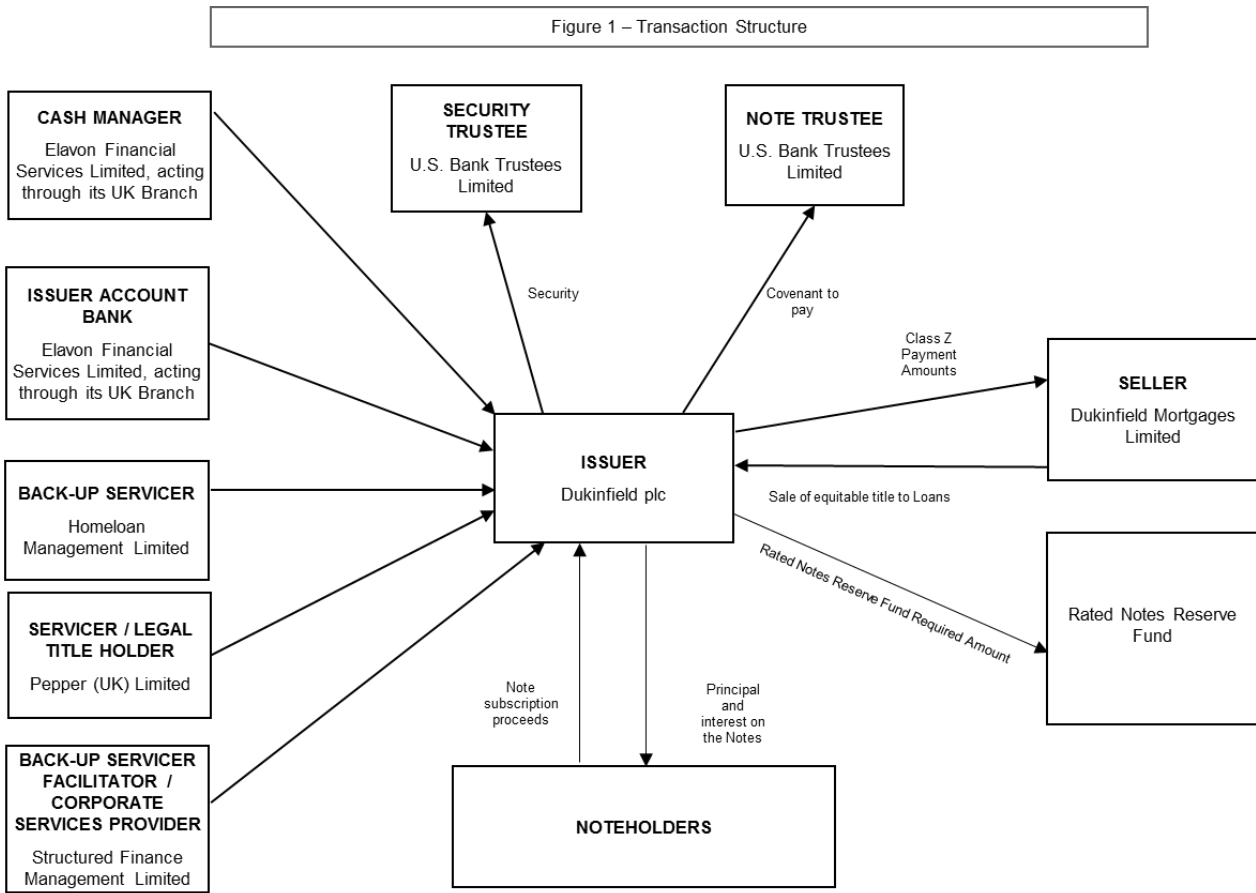 Figure 1 – Transaction Structure
CASH MANAGER
Elavon Financial
Services Limited, acting
through its UK Branch
SECURITY
TRUSTEE
U.S. Bank Trustees
Limited
NOTE TRUSTEE
U.S. Bank Trustees
Limited
ISSUER ACCOUNT
BANK
Elavon Financial
Services Limited, acting
through its UK Branch
Security
Covenant to
pay
Class Z
Payment
Amounts
SELLER
Dukinfield Mortgages
Limited
ISSUER
Dukinfield plc
Sale of equitable title to Loans
BACK-UP SERVICER
Homeloan
Management Limited
Rated Notes Reserve Fund Required Amount
Rated Notes Reserve
Fund
SERVICER / LEGAL
TITLE HOLDER
Pepper (UK) Limited
Note
subscription
proceeds
Principal
and
interest on
the Notes
BACK-UP SERVICER
FACILITATOR /
CORPORATE
SERVICES PROVIDER
Structured Finance
Management Limited
NOTEHOLDERS